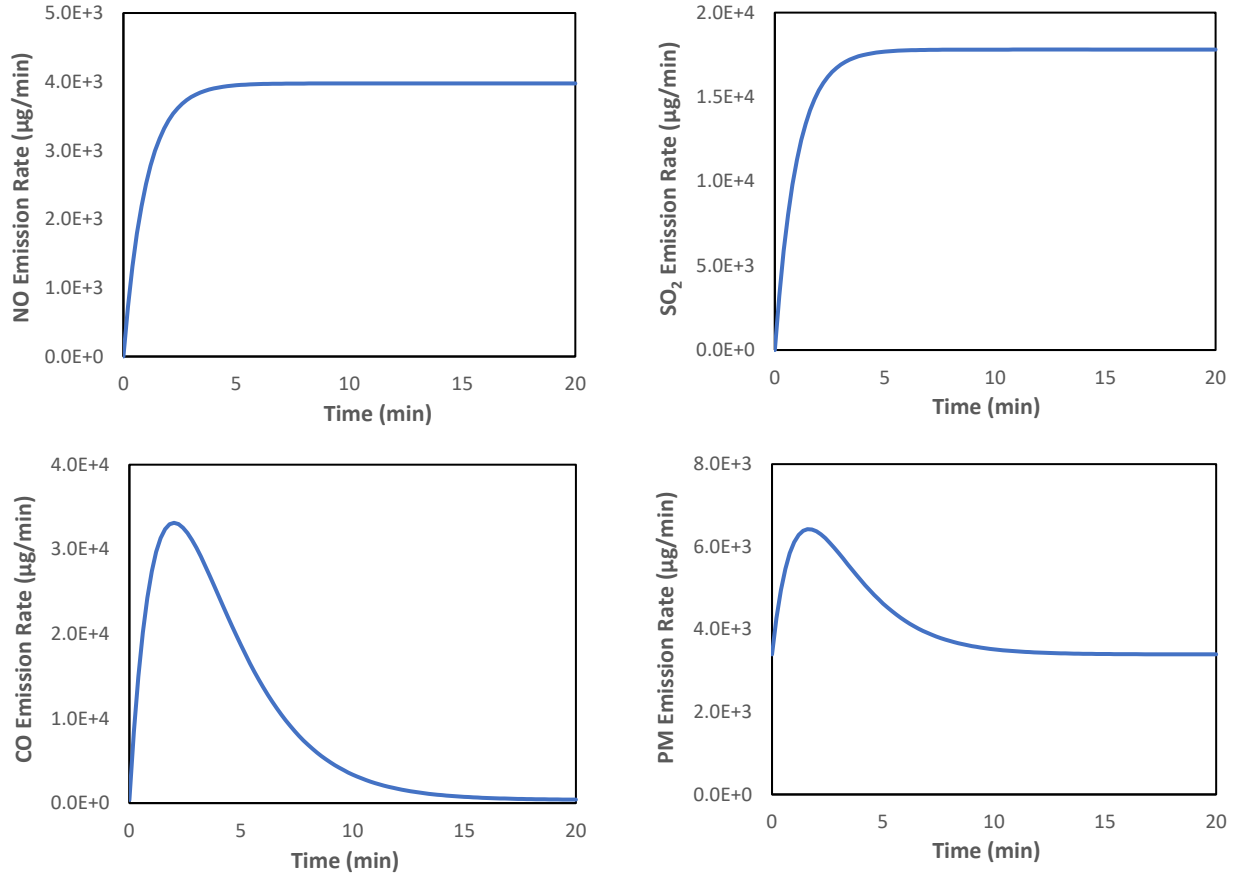 5.0E+3
4.0E+3
3.0E+3
2.0E+3
1.0E+3
0.0E+0
NO Emission Rate (µg/min)
0 5 10 15 20
Time (min)
2.0E+4
1.5E+4
1.0E+4
5.0E+3
0.0E+0
SO₂ Emission Rate (µg/min)
0 5 10 15 20
Time (min)
4.0E+4
3.0E+4
2.0E+4
1.0E+4
0.0E+0
CO Emission Rate (µg/min)
0 5 10 15 20
Time (min)
8.0E+3
6.0E+3
4.0E+3
2.0E+3
0.0E+0
PM Emission Rate (µg/min)
0 5 10 15 20
Time (min)